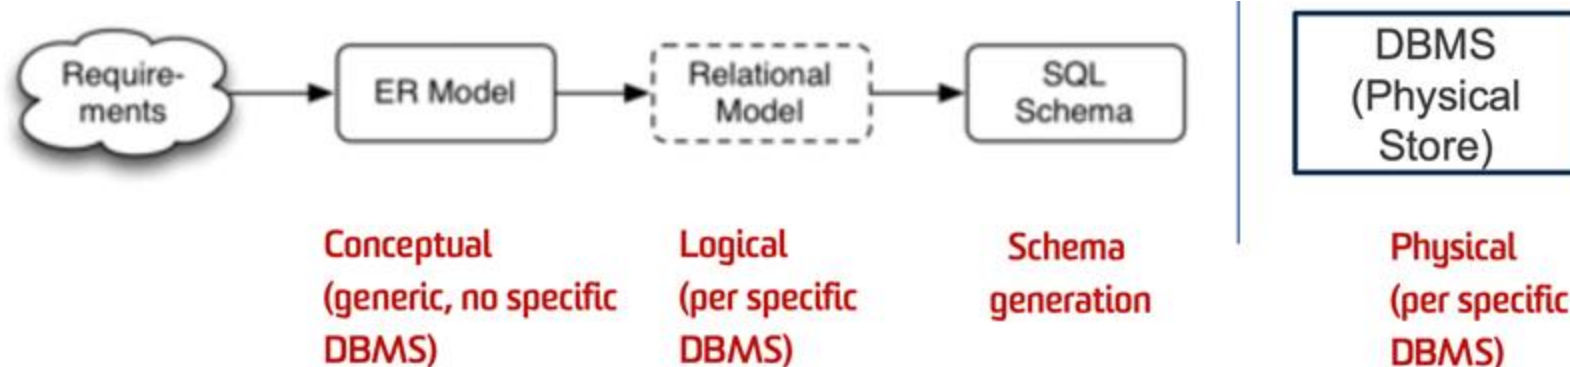 Require-
ments
ER Model
Relational
Model
SQL
Schema
DBMS
(Physical
Store)
Conceptual
(generic, no specific
DBMS)
Logical
(per specific
DBMS)
Schema
generation
Physical
(per specific
DBMS)